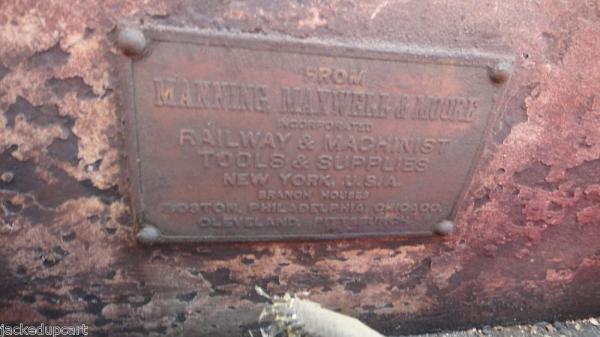 FROM
MANNING, MAXWELL & MOORE
INCORPORATED
RAILWAY & MACHINIST
TOOLS & SUPPLIES
NEW YORK, U.S.A.
BRANCH HOUSES
BOSTON, PHILADELPHIA, CHICAGO,
CLEVELAND, PITTSBURGH.
jackedupcart